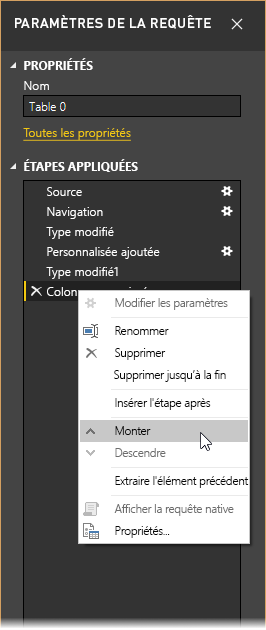 PARAMÈTRES DE LA REQUÊTE
PROPRIÉTÉS
Nom
Table 0
Toutes les propriétés
ÉTAPES APPLIQUÉES
Source
Navigation
Type modifié
Personnalisée ajoutée
Type modifié1
Modifier les paramètres
Renommer
Supprimer
Supprimer jusqu'à la fin
Insérer l'étape après
Monter
Descendre
Extraire l'élément précédent
Afficher la requête native
Propriétés...